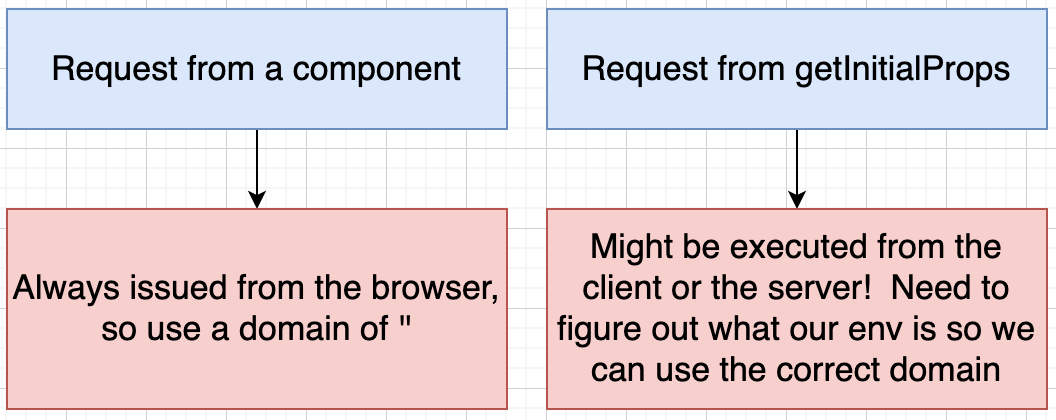 Request from a component
Request from getInitialProps
Always issued from the browser,
so use a domain of ''
Might be executed from the
client or the server!  Need to
figure out what our env is so we
can use the correct domain